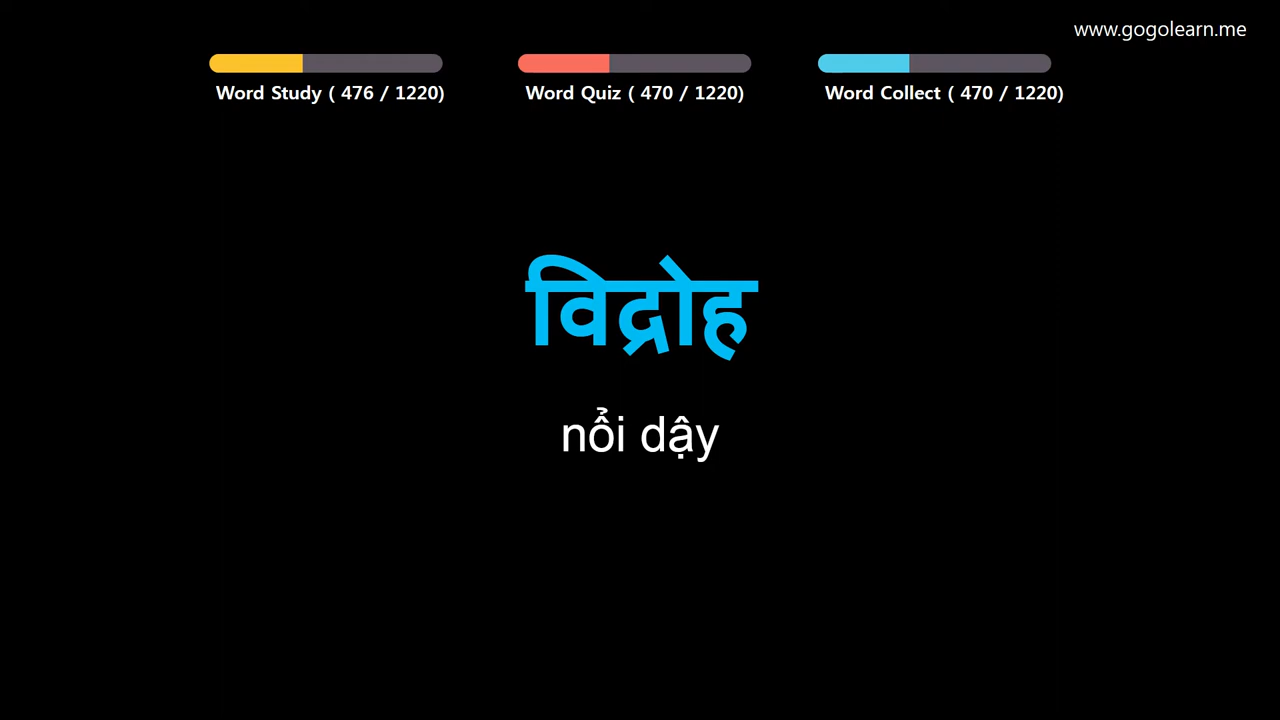 www.gogolearn.me
Word Study ( 476 / 1220)
Word Quiz ( 470 / 1220)
Word Collect ( 470 / 1220)
विद्रोह
nổi dậy